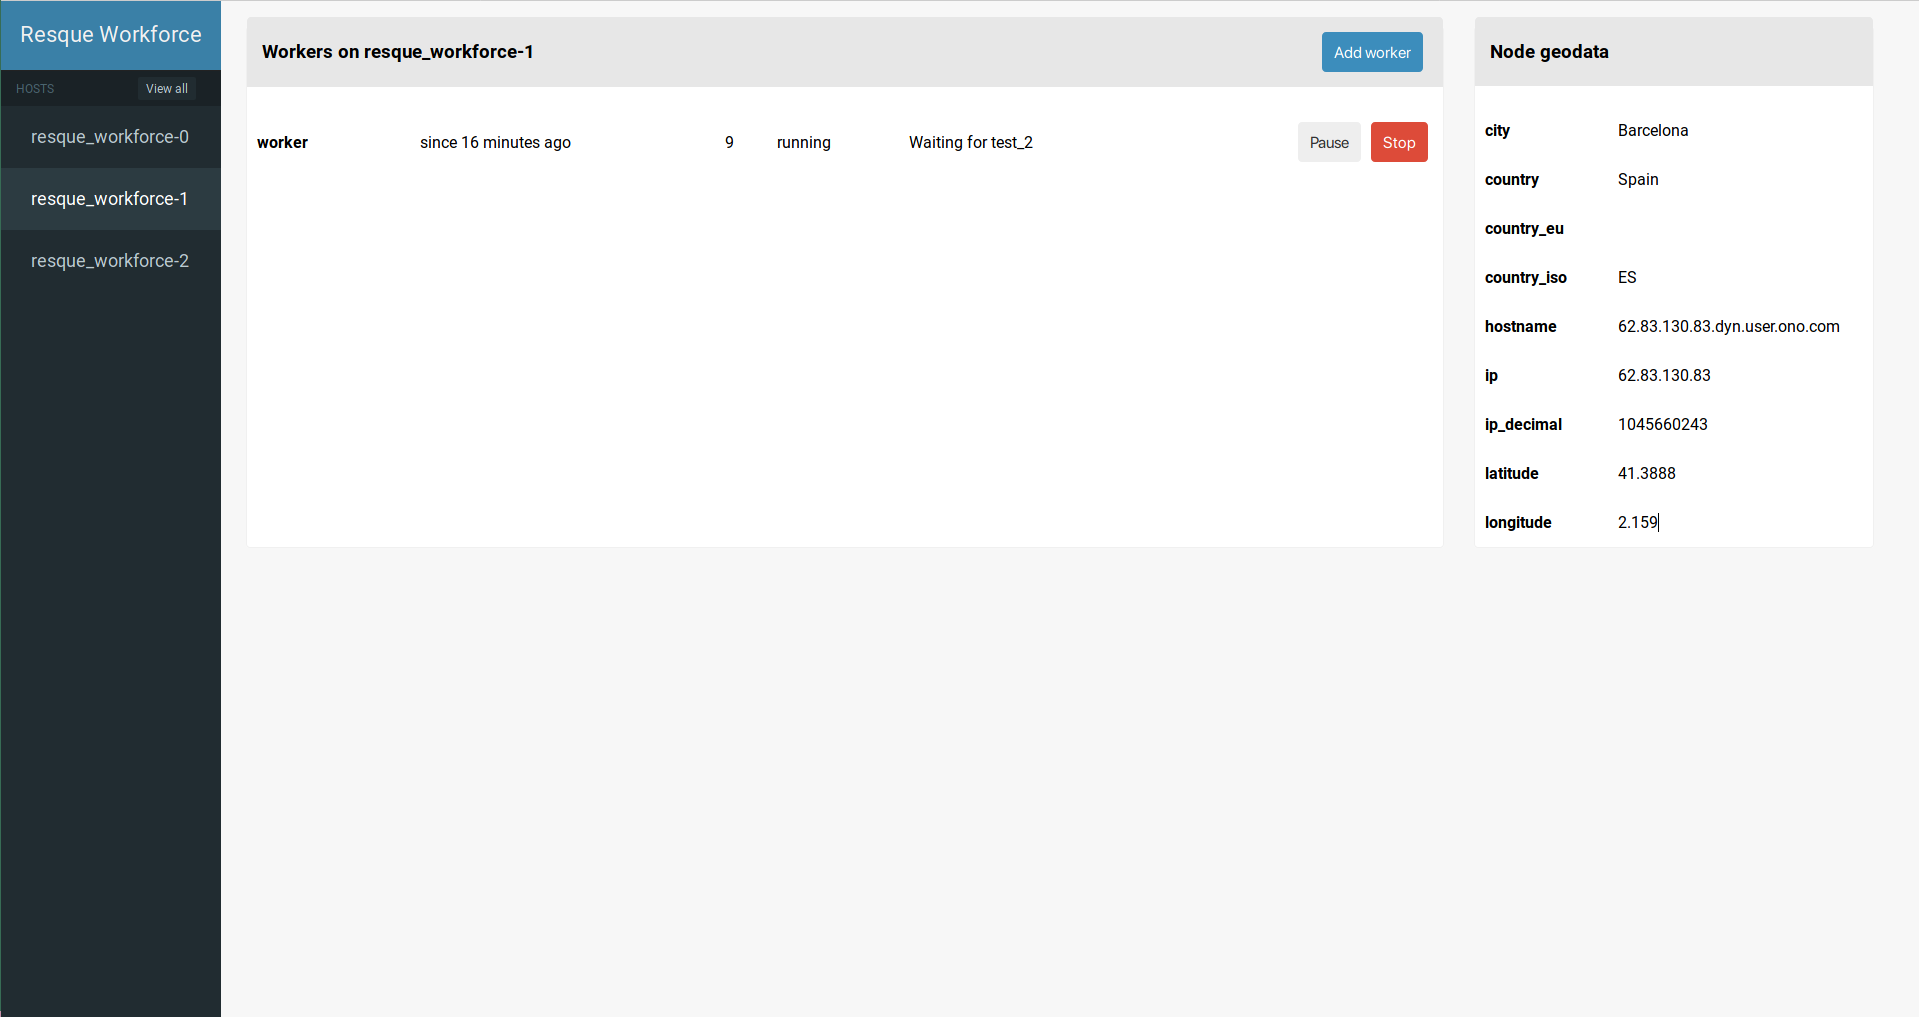 Resque Workforce
HOSTS View all
resque_workforce-0
resque_workforce-1
resque_workforce-2
Workers on resque_workforce-1 Add worker
worker since 16 minutes ago 9 running Waiting for test_2 Pause Stop
Node geodata
city Barcelona
country Spain
country_eu
country_iso ES
hostname 62.83.130.83.dyn.user.ono.com
ip 62.83.130.83
ip_decimal 1045660243
latitude 41.3888
longitude 2.159